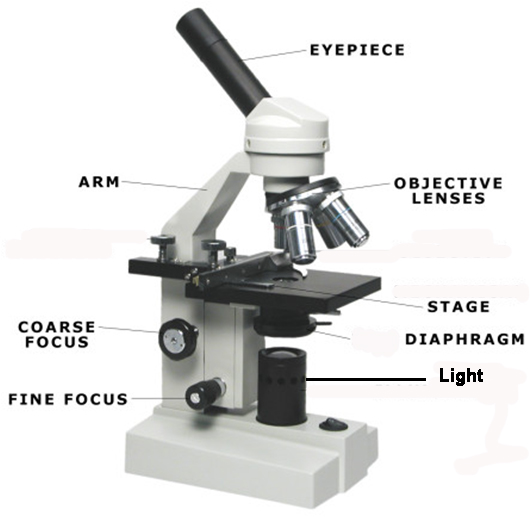 EYEPIECE
ARM
OBJECTIVE
LENSES
STAGE
COARSE
FOCUS
DIAPHRAGM
Light
FINE FOCUS